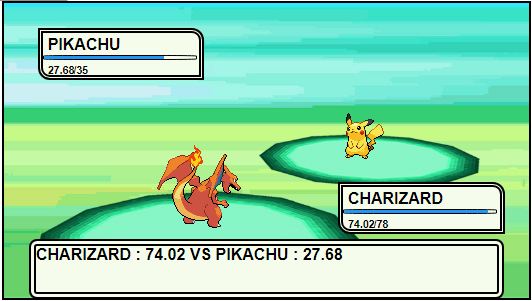 PIKACHU
27.68/35
CHARIZARD
74.02/78
CHARIZARD : 74.02 VS PIKACHU : 27.68